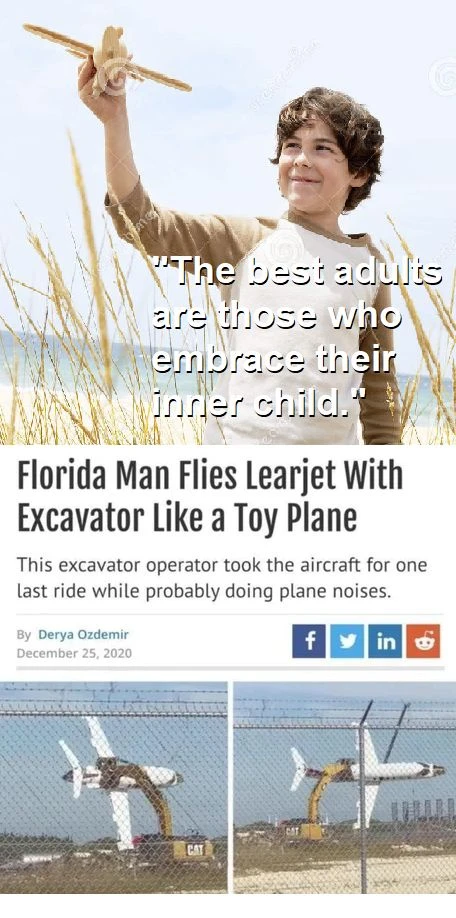 "The best adults
are those who
embrace their
inner child."
Florida Man Flies Learjet With
Excavator Like a Toy Plane
This excavator operator took the aircraft for one
last ride while probably doing plane noises.
By Derya Ozdemir
December 25, 2020
f in
CAT
CAT